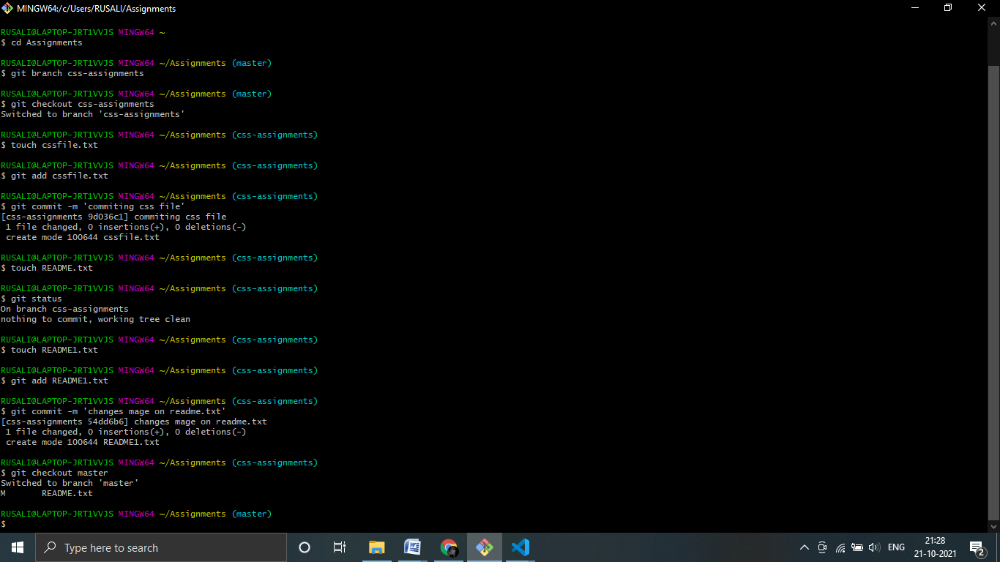 MINGW64:/c/Users/RUSALI/Assignments
RUSALI@LAPTOP-JRT1VVJS MINGW64 ~
$ cd Assignments
RUSALI@LAPTOP-JRT1VVJS MINGW64 ~/Assignments (master)
$ git branch css-assignments
RUSALI@LAPTOP-JRT1VVJS MINGW64 ~/Assignments (master)
$ git checkout css-assignments
Switched to branch 'css-assignments'
RUSALI@LAPTOP-JRT1VVJS MINGW64 ~/Assignments (css-assignments)
$ touch cssfile.txt
RUSALI@LAPTOP-JRT1VVJS MINGW64 ~/Assignments (css-assignments)
$ git add cssfile.txt
RUSALI@LAPTOP-JRT1VVJS MINGW64 ~/Assignments (css-assignments)
$ git commit -m 'commiting css file'
[css-assignments 9d036c1] commiting css file
 1 file changed, 0 insertions(+), 0 deletions(-)
 create mode 100644 cssfile.txt
RUSALI@LAPTOP-JRT1VVJS MINGW64 ~/Assignments (css-assignments)
$ touch README.txt
RUSALI@LAPTOP-JRT1VVJS MINGW64 ~/Assignments (css-assignments)
$ git status
On branch css-assignments
nothing to commit, working tree clean
RUSALI@LAPTOP-JRT1VVJS MINGW64 ~/Assignments (css-assignments)
$ touch README1.txt
RUSALI@LAPTOP-JRT1VVJS MINGW64 ~/Assignments (css-assignments)
$ git add README1.txt
RUSALI@LAPTOP-JRT1VVJS MINGW64 ~/Assignments (css-assignments)
$ git commit -m 'changes mage on readme.txt'
[css-assignments 54dd6b6] changes mage on readme.txt
 1 file changed, 0 insertions(+), 0 deletions(-)
 create mode 100644 README1.txt
RUSALI@LAPTOP-JRT1VVJS MINGW64 ~/Assignments (css-assignments)
$ git checkout master
Switched to branch 'master'
M       README.txt
RUSALI@LAPTOP-JRT1VVJS MINGW64 ~/Assignments (master)
$
Type here to search
ENG
21:28
21-10-2021
2